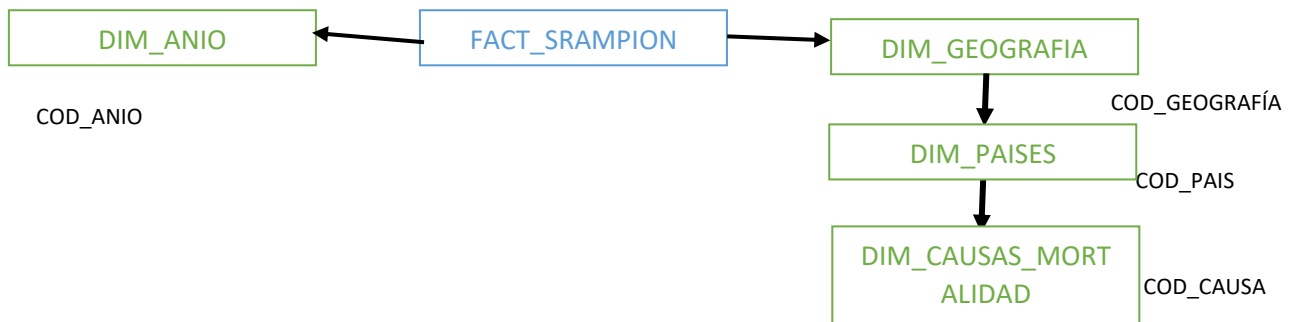 DIM_ANIO
FACT_SRAMPION
DIM_GEOGRAFIA
COD_ANIO
COD_GEOGRAFÍA
DIM_PAISES
COD_PAIS
DIM_CAUSAS_MORT
ALIDAD
COD_CAUSA